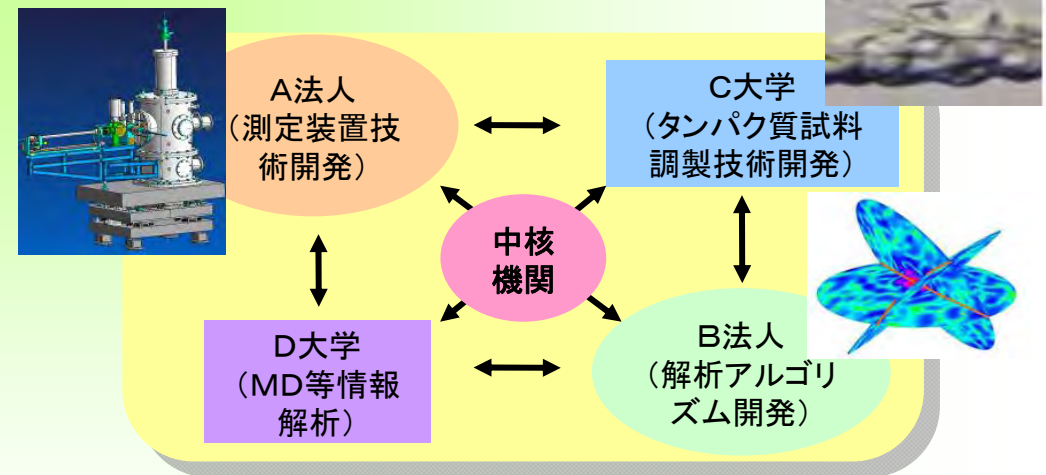 A法人
（測定装置技
術開発）
C大学
（タンパク質試料
調製技術開発）
中核
機関
D大学
（MD等情報
解析）
B法人
（解析アルゴリ
ズム開発）